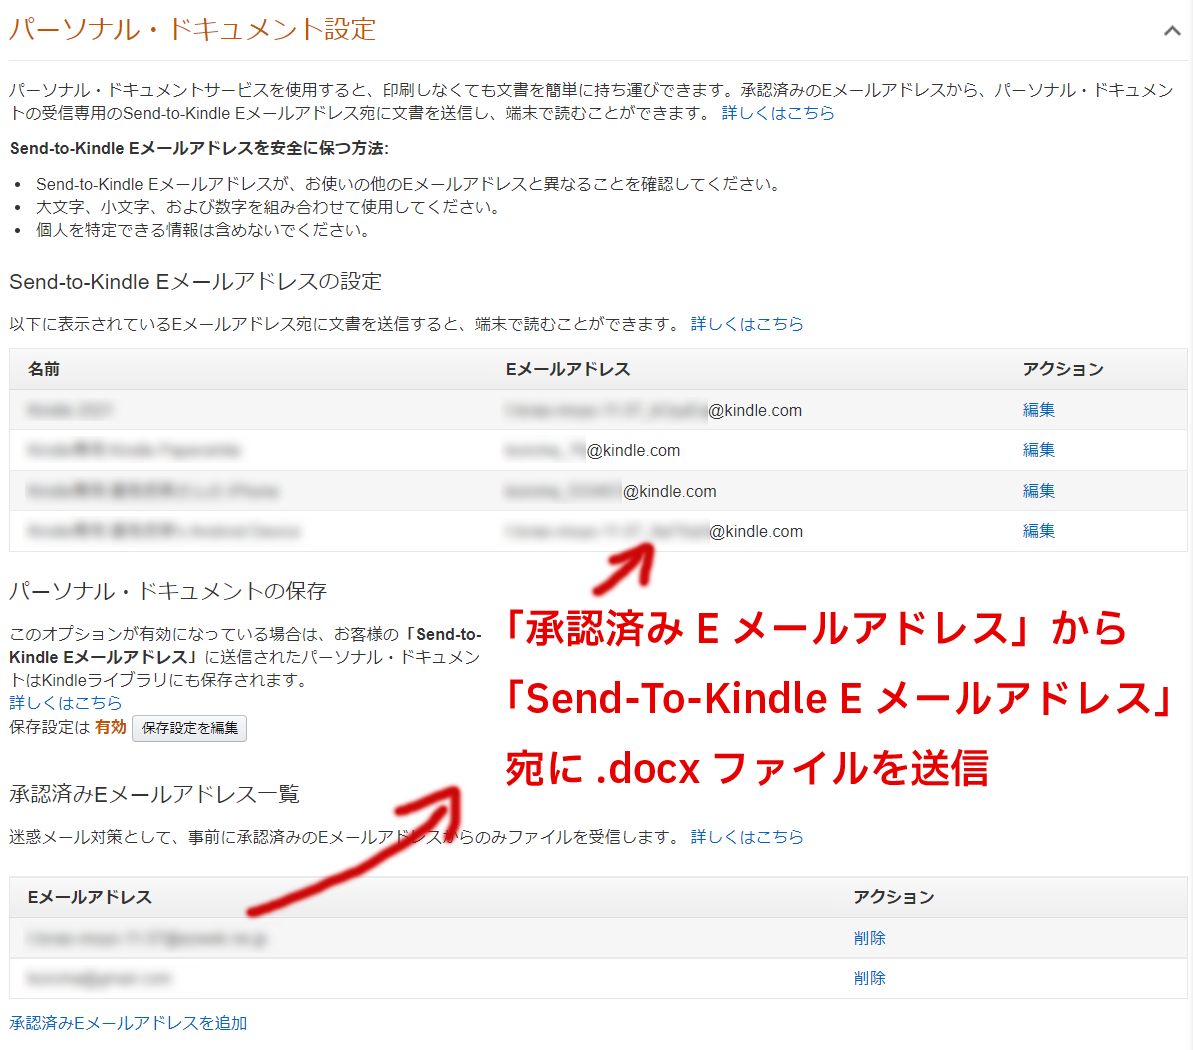 パーソナル・ドキュメント設定
パーソナル・ドキュメントサービスを使用すると、印刷しなくても文書を簡単に持ち運びできます。承認済みのEメールアドレスから、パーソナル・ドキュメン
トの受信専用のSend-to-Kindle Eメールアドレス宛に文書を送信し、端末で読むことができます。 詳しくはこちら
Send-to-Kindle Eメールアドレスを安全に保つ方法:
• Send-to-Kindle Eメールアドレスが、お使いの他のEメールアドレスと異なることを確認してください。
• 大文字、小文字、および数字を組み合わせて使用してください。
• 個人を特定できる情報は含めないでください。
Send-to-Kindle Eメールアドレスの設定
以下に表示されているEメールアドレス宛に文書を送信すると、端末で読むことができます。 詳しくはこちら
名前 Eメールアドレス アクション
@kindle.com 編集
@kindle.com 編集
@kindle.com 編集
@kindle.com 編集
パーソナル・ドキュメントの保存
このオプションが有効になっている場合は、お客様の「Send-to-
Kindle Eメールアドレス」に送信されたパーソナル・ドキュメン
トはKindleライブラリにも保存されます。
詳しくはこちら
保存設定は 有効 保存設定を編集
「承認済み E メールアドレス」から
「Send-To-Kindle E メールアドレス」
宛に .docx ファイルを送信
承認済みEメールアドレス一覧
迷惑メール対策として、事前に承認済みのEメールアドレスからのみファイルを受信します。 詳しくはこちら
Eメールアドレス アクション
削除
削除
承認済みEメールアドレスを追加